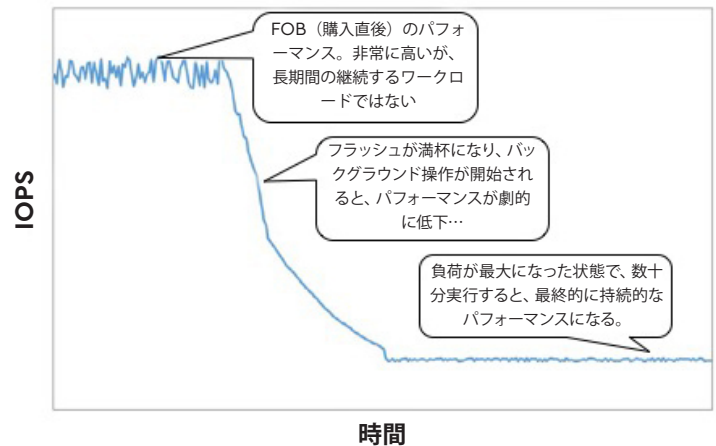 FOB（購入直後）のパフォ
ーマンス。非常に高いが、
長期間の継続するワークロ
ードではない
フラッシュが満杯になり、バッ
クグラウンド操作が開始され
ると、パフォーマンスが劇的
に低下…
負荷が最大になった状態で、数十
分実行すると、最終的に持続的な
パフォーマンスになる。
IOPS
時間